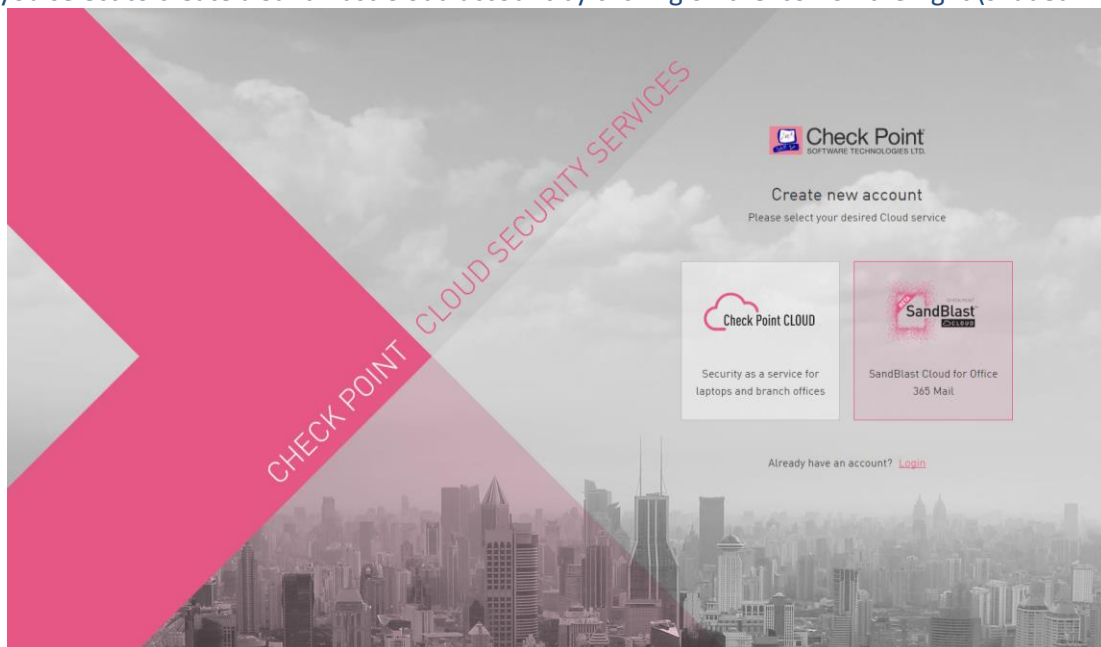 CHECK POINT CLOUD SECURITY SERVICES
Check Point
SOFTWARE TECHNOLOGIES LTD.
Create new account
Please select your desired Cloud service
Check Point CLOUD
Security as a service for
laptops and branch offices
SandBlast
CLOUD
SandBlast Cloud for Office
365 Mail
Already have an account? Login